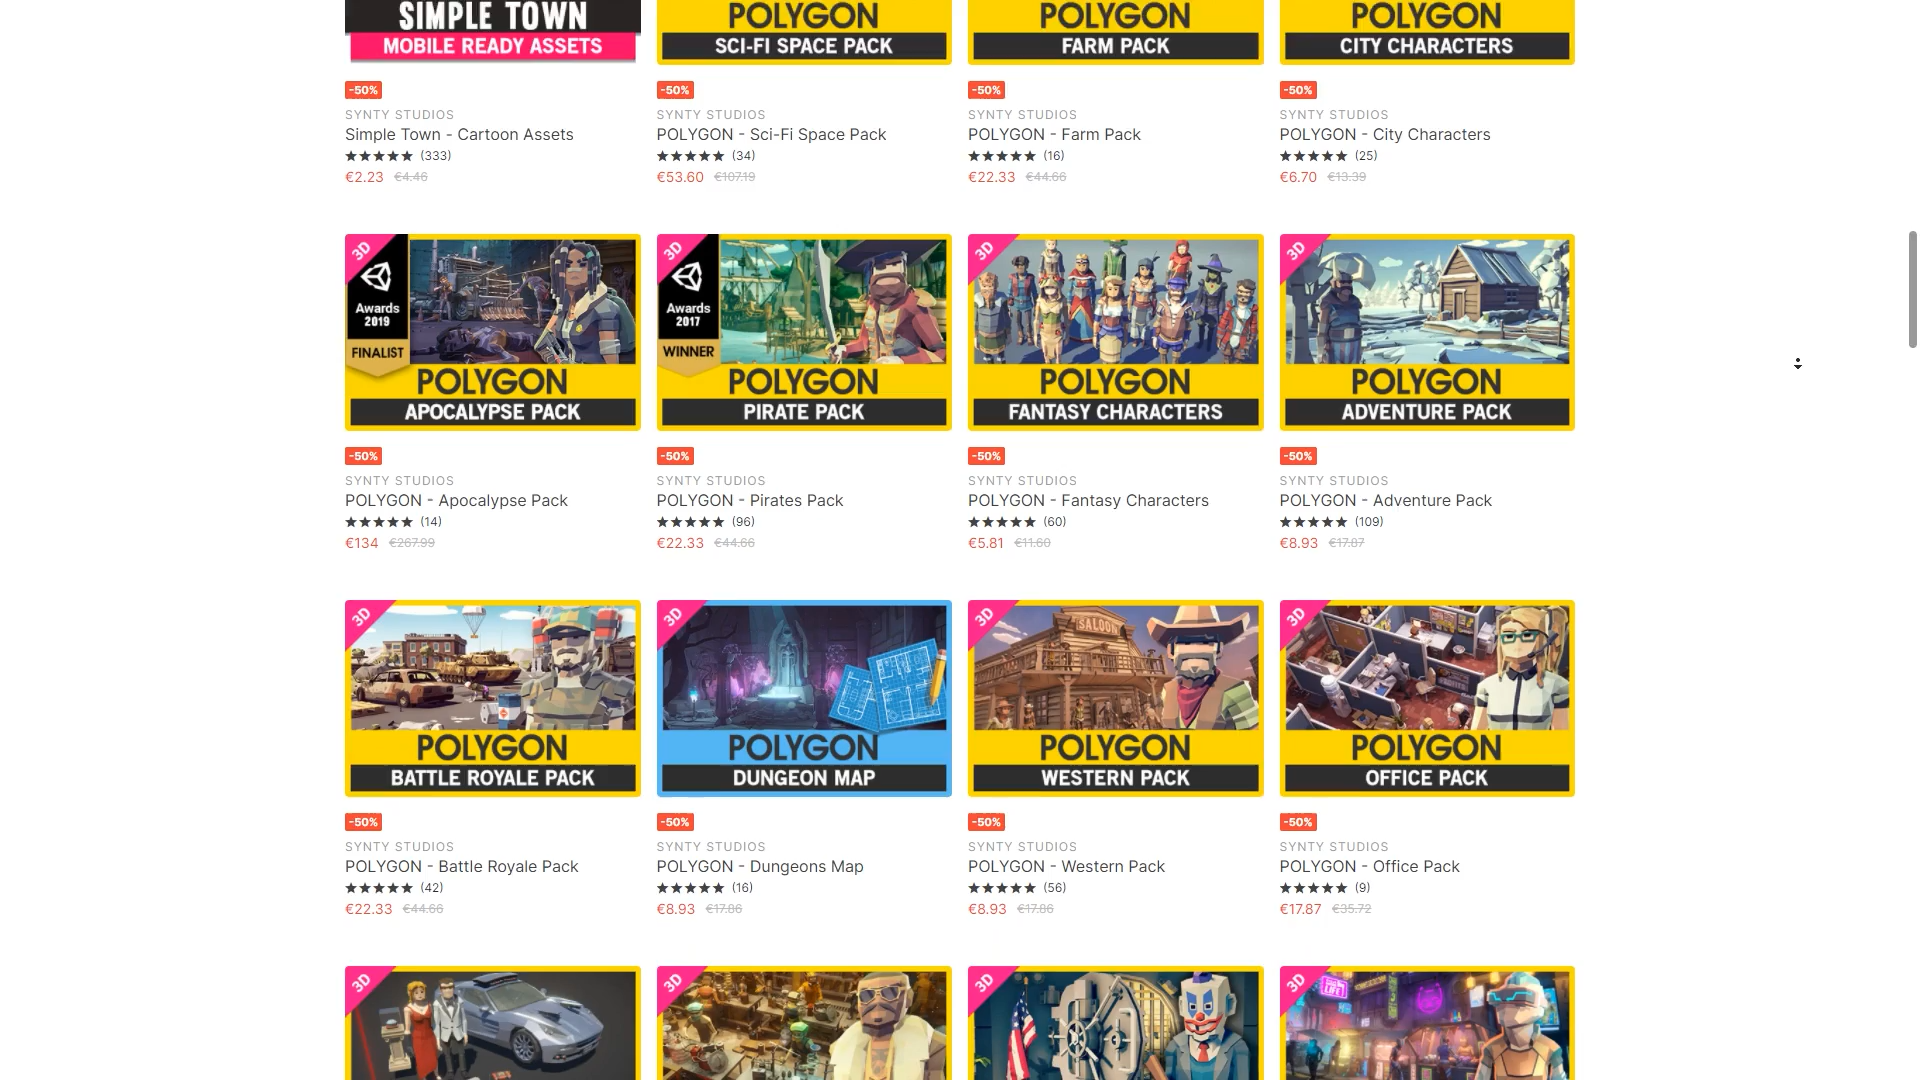 SIMPLE TOWN
MOBILE READY ASSETS
POLYGON
SCI-FI SPACE PACK
POLYGON
FARM PACK
POLYGON
CITY CHARACTERS
-50%
SYNTY STUDIOS
Simple Town - Cartoon Assets
★★★★★ (333)
€2.23 €4.46
-50%
SYNTY STUDIOS
POLYGON - Sci-Fi Space Pack
★★★★★ (34)
€53.60 €107.19
-50%
SYNTY STUDIOS
POLYGON - Farm Pack
★★★★★ (16)
€22.33 €44.66
-50%
SYNTY STUDIOS
POLYGON - City Characters
★★★★★ (25)
€6.70 €13.39
3D
Awards
2019
FINALIST
POLYGON
APOCALYPSE PACK
3D
Awards
2017
WINNER
POLYGON
PIRATE PACK
3D
POLYGON
FANTASY CHARACTERS
3D
POLYGON
ADVENTURE PACK
-50%
SYNTY STUDIOS
POLYGON - Apocalypse Pack
★★★★★ (14)
€134 €267.99
-50%
SYNTY STUDIOS
POLYGON - Pirates Pack
★★★★★ (96)
€22.33 €44.66
-50%
SYNTY STUDIOS
POLYGON - Fantasy Characters
★★★★★ (60)
€5.81 €11.60
-50%
SYNTY STUDIOS
POLYGON - Adventure Pack
★★★★★ (109)
€8.93 €17.87
3D
POLYGON
BATTLE ROYALE PACK
3D
POLYGON
DUNGEON MAP
3D
SALOON
POLYGON
WESTERN PACK
3D
POLYGON
OFFICE PACK
-50%
SYNTY STUDIOS
POLYGON - Battle Royale Pack
★★★★★ (42)
€22.33 €44.66
-50%
SYNTY STUDIOS
POLYGON - Dungeons Map
★★★★★ (16)
€8.93 €17.86
-50%
SYNTY STUDIOS
POLYGON - Western Pack
★★★★★ (56)
€8.93 €17.86
-50%
SYNTY STUDIOS
POLYGON - Office Pack
★★★★★ (9)
€17.87 €35.72
3D
3D
3D
3D